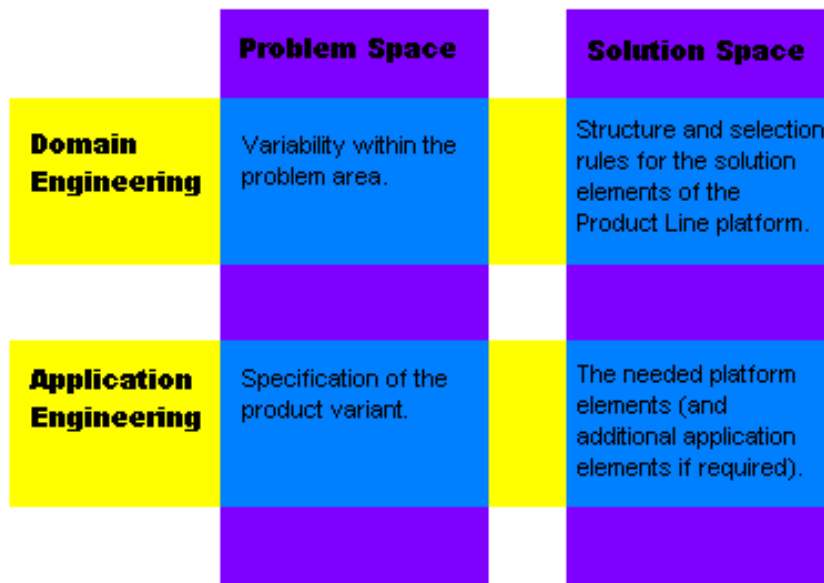 Problem Space
Solution Space
Domain
Engineering
Variability within the
problem area.
Structure and selection
rules for the solution
elements of the
Product Line platform.
Application
Engineering
Specification of the
product variant.
The needed platform
elements (and
additional application
elements if required).